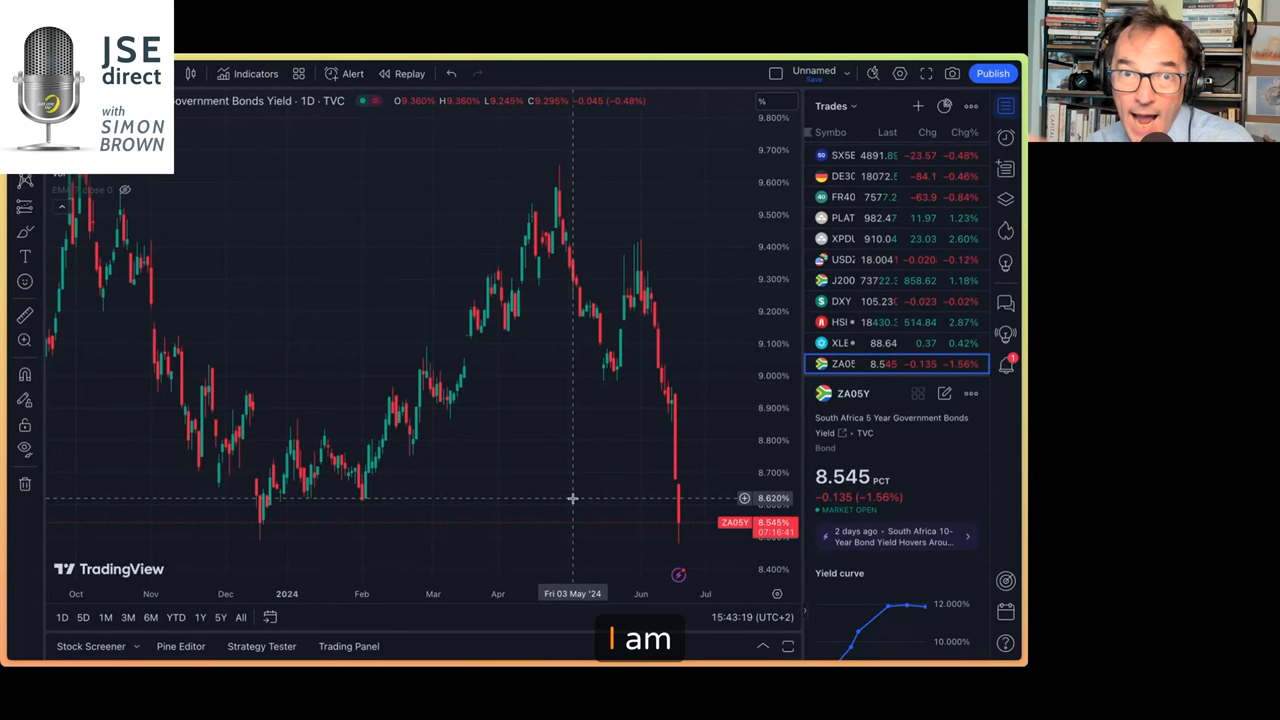 JSE
direct
with
SIMON
BROWN
Indicators
Alert
Replay
Unnamed
Save
Publish
Government Bonds Yield · 1D · TVC
O9.360% H9.360% L9.245% C9.295% −0.045 (−0.48%)
%
EMA 7 close 0
9.800%
9.700%
9.600%
9.500%
9.400%
9.300%
9.200%
9.100%
9.000%
8.900%
8.800%
8.700%
8.620%
ZA05Y 8.545%
07:16:41
8.400%
TradingView
Oct Nov Dec 2024 Feb Mar Apr Fri 03 May '24 Jun Jul
1D 5D 1M 3M 6M YTD 1Y 5Y All
15:43:19 (UTC+2)
Stock Screener Pine Editor Strategy Tester Trading Panel
I am
Trades
Symbo Last Chg Chg%
SX5E 4891.89 −23.57 −0.48%
DE30 18072.5 −84.1 −0.46%
FR40 7577.2 −63.9 −0.84%
PLAT 982.47 11.97 1.23%
XPDU 910.04 23.03 2.60%
USDZ 18.0041 −0.020 −0.12%
J200 73722.3 858.62 1.18%
DXY 105.230 −0.023 −0.02%
HSI 18430.3 514.84 2.87%
XLE 88.64 0.37 0.42%
ZA05 8.545 −0.135 −1.56%
1
ZA05Y
South Africa 5 Year Government Bonds
Yield · TVC
Bond
8.545 PCT
−0.135 (−1.56%)
MARKET OPEN
2 days ago · South Africa 10-
Year Bond Yield Hovers Arou...
Yield curve
12.000%
10.000%